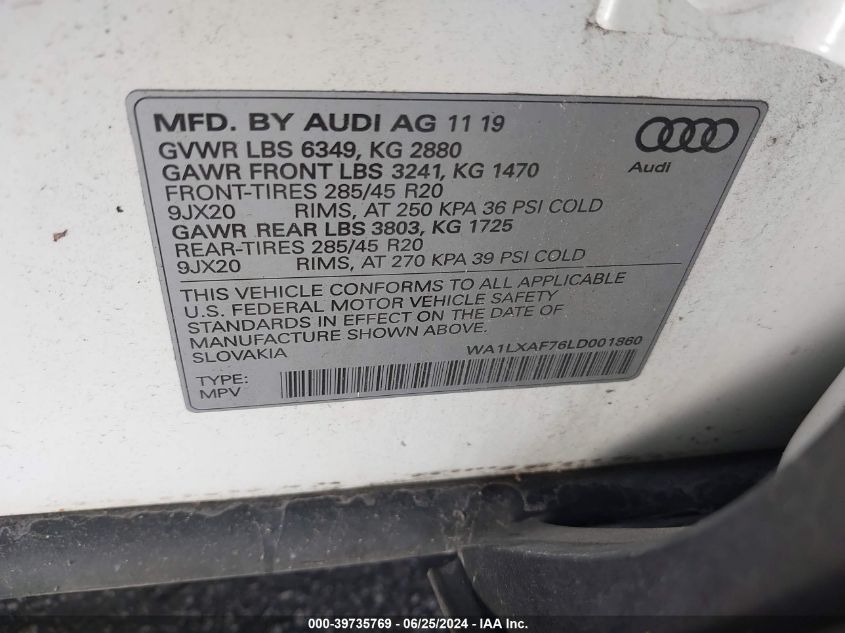 MFD. BY AUDI AG 11 19
GVWR LBS 6349, KG 2880
GAWR FRONT LBS 3241, KG 1470
FRONT-TIRES 285/45 R20
9JX20 RIMS, AT 250 KPA 36 PSI COLD
GAWR REAR LBS 3803, KG 1725
REAR-TIRES 285/45 R20
9JX20 RIMS, AT 270 KPA 39 PSI COLD
Audi
THIS VEHICLE CONFORMS TO ALL APPLICABLE
U.S. FEDERAL MOTOR VEHICLE SAFETY
STANDARDS IN EFFECT ON THE DATE OF
MANUFACTURE SHOWN ABOVE.
SLOVAKIA WA1LXAF76LD001860
TYPE:
MPV
000-39735769 - 06/25/2024 - IAA Inc.